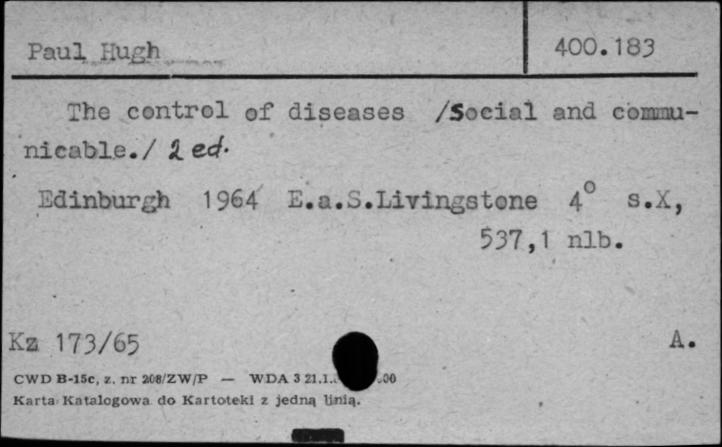 Paul Hugh 400.183
The control of diseases /Social and commu-
nicable./ 2 ed.
Edinburgh 1964 E.a.S.Livingstone 4° s.X,
537,1 nlb.
Kz 173/65 A.
CWD B-15c, z. nr 208/ZW/P — WDA 3 21.1. .00
Karta Katalogowa do Kartoteki z jedną linią.